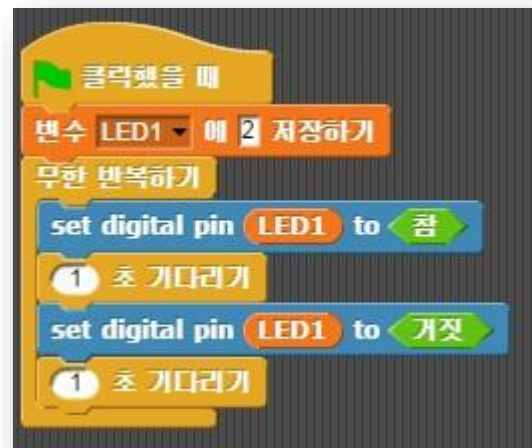 클릭했을 때
변수 LED1 에 2 저장하기
무한 반복하기
set digital pin LED1 to 참
1 초 기다리기
set digital pin LED1 to 거짓
1 초 기다리기